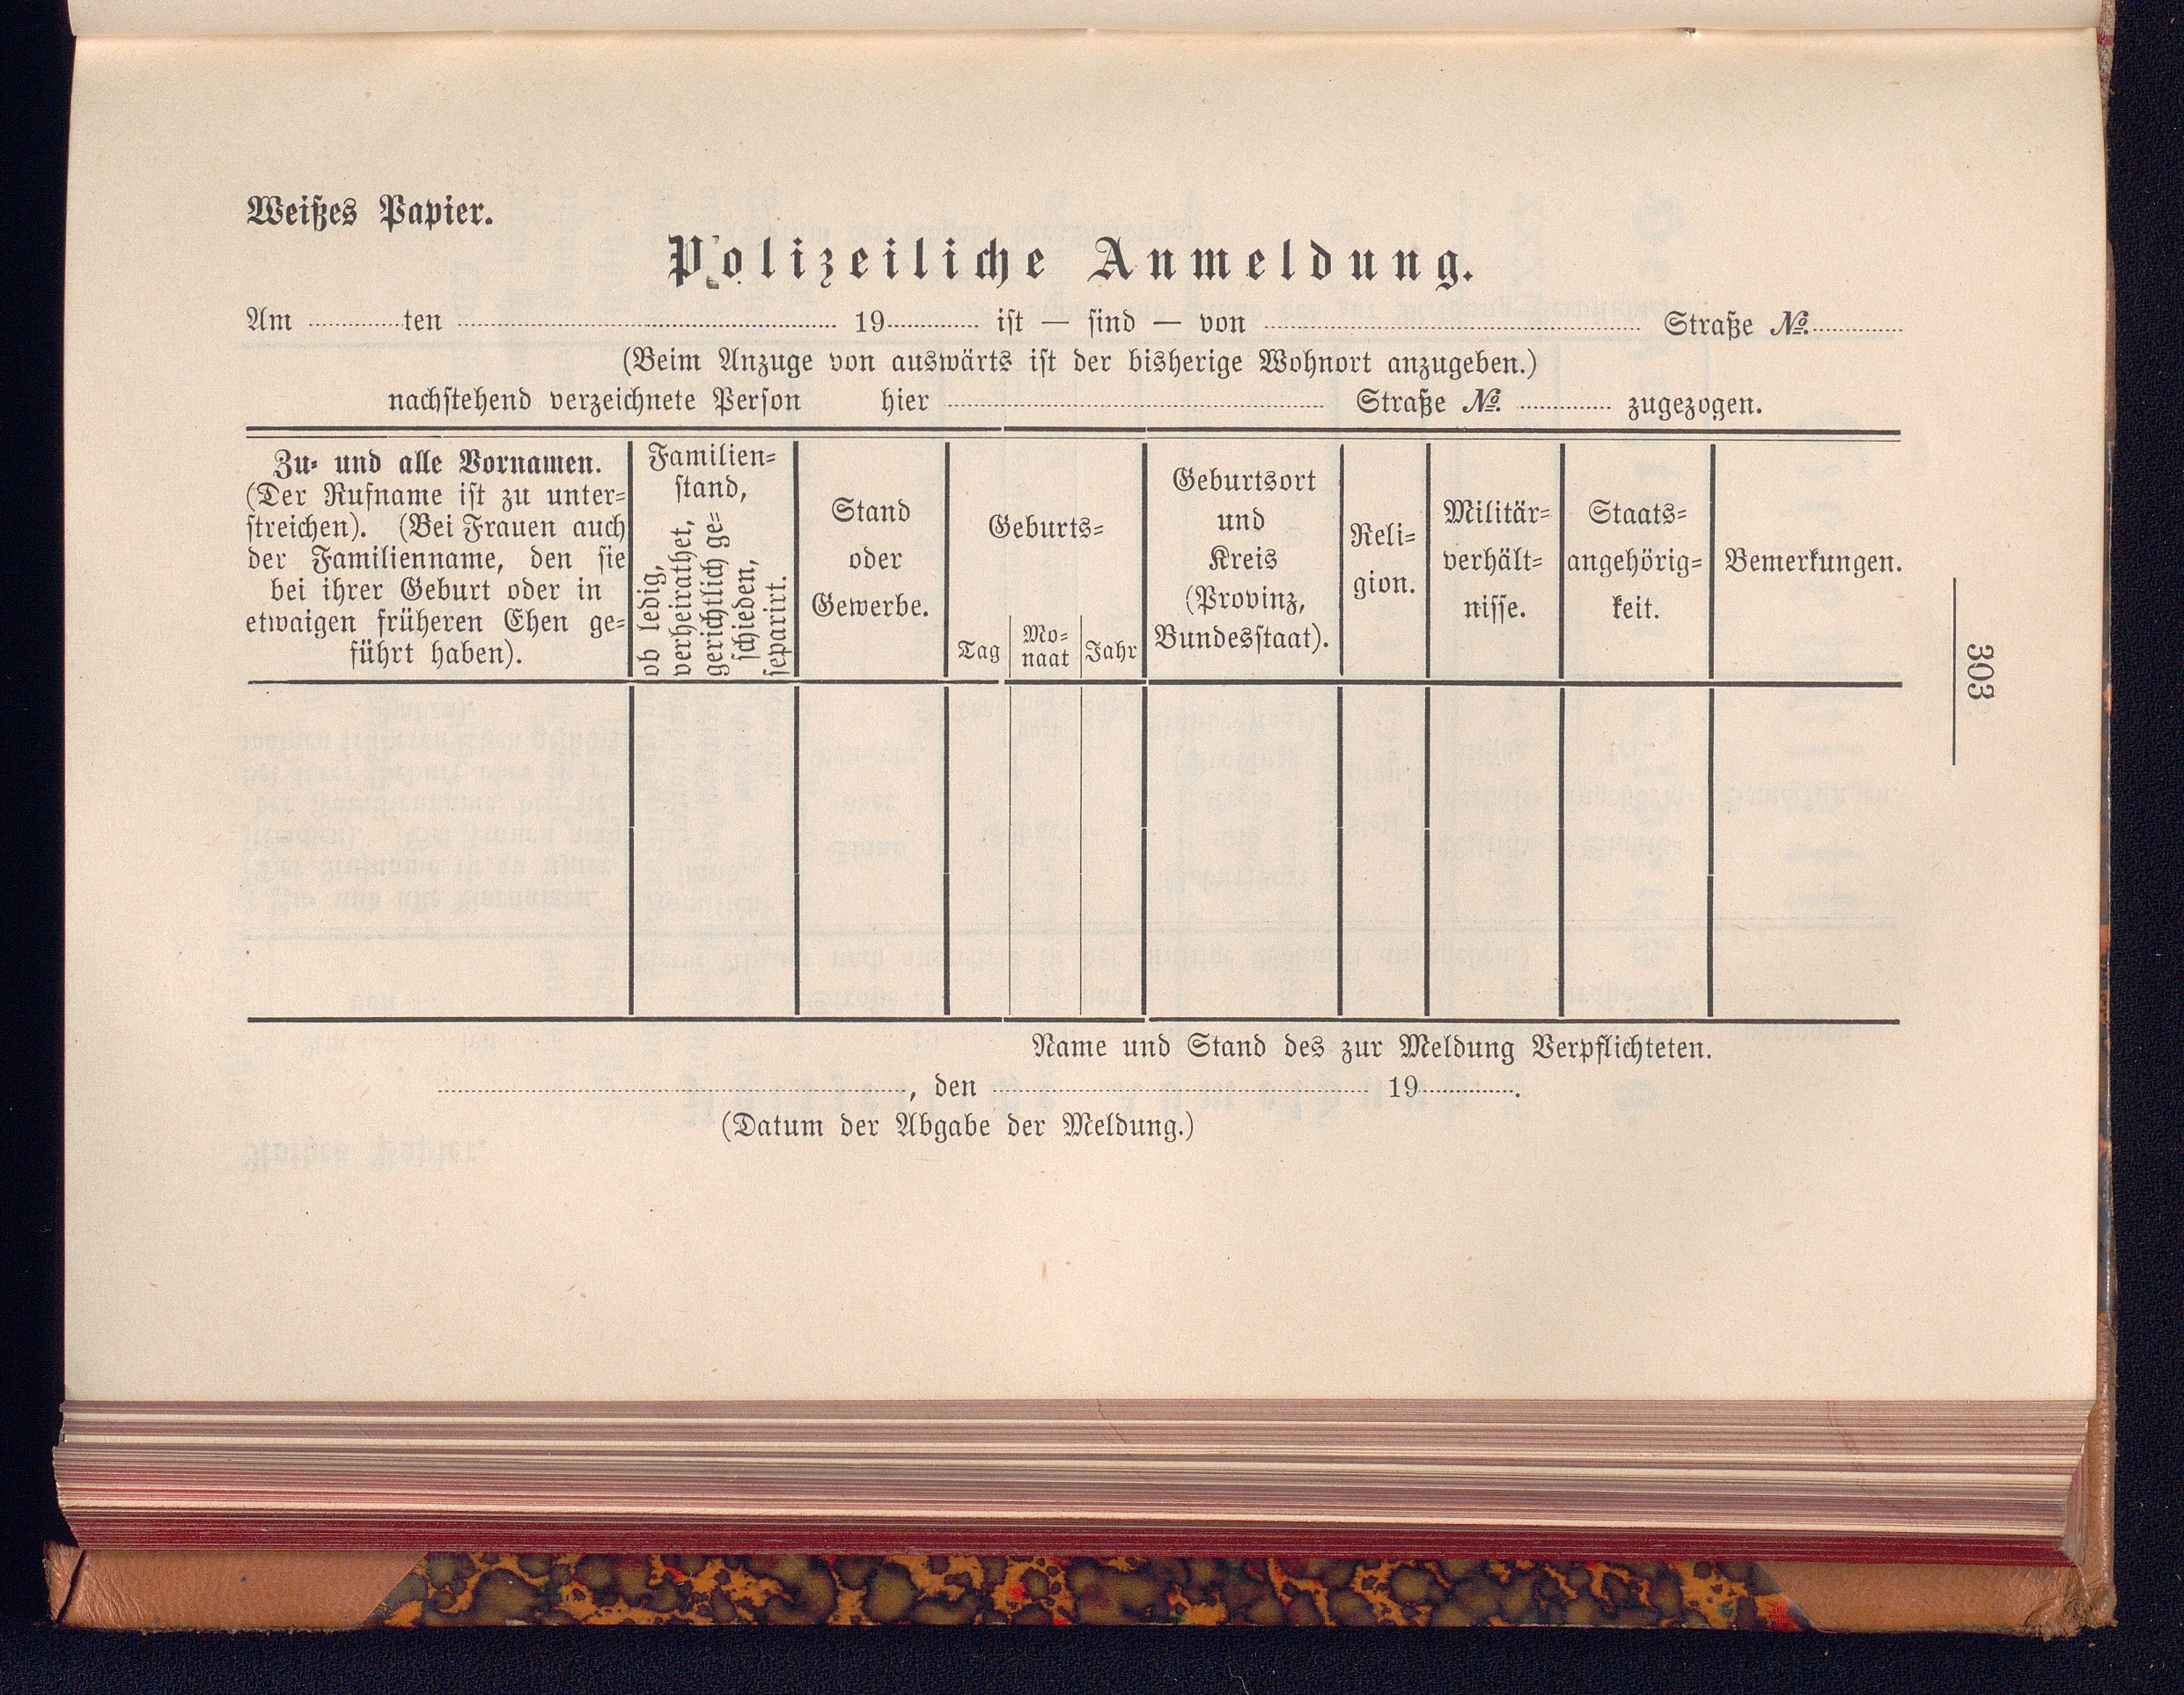 Weißes Papier.
Polizeiliche Anmeldung.
Am ............ten ............ 19............ ist — sind — von ............ Straße №............
(Beim Anzuge von auswärts ist der bisherige Wohnort anzugeben.)
nachstehend verzeichnete Person hier ............ Straße №. ............ zugezogen.
Zu- und alle Vornamen.
(Der Rufname ist zu unter-
streichen). (Bei Frauen auch
der Familienname, den sie
bei ihrer Geburt oder in
etwaigen früheren Ehen ge-
führt haben).
Familien-
stand,
ob ledig,
verheirathet,
gerichtlich ge-
schieden,
separirt.
Stand
oder
Gewerbe.
Geburts-
Tag
Mo-
naat
Jahr
Geburtsort
und
Kreis
(Provinz,
Bundesstaat).
Reli-
gion.
Militär-
verhält-
nisse.
Staats-
angehörig-
keit.
Bemerkungen.
303
Name und Stand des zur Meldung Verpflichteten.
............, den ............ 19.............
(Datum der Abgabe der Meldung.)